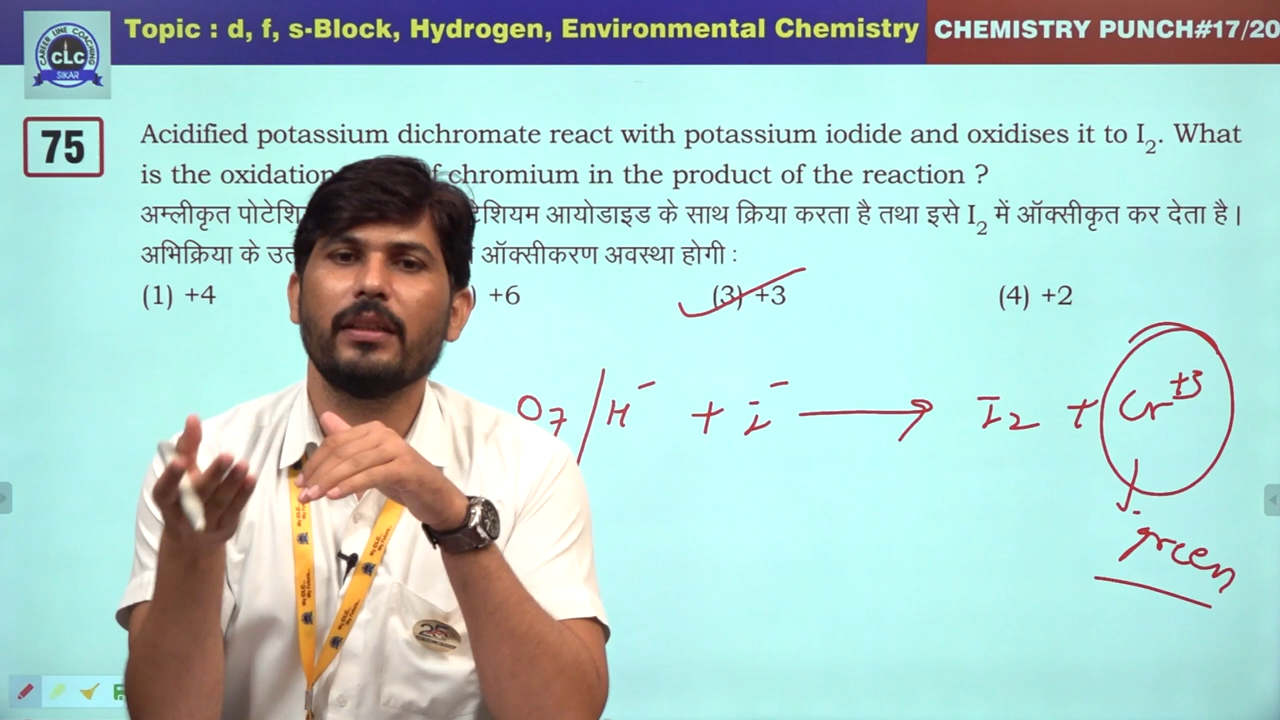 Topic : d, f, s-Block, Hydrogen, Environmental Chemistry
CHEMISTRY PUNCH#17/20
CAREER LINE COACHING
CLC
SIKAR
75
Acidified potassium dichromate react with potassium iodide and oxidises it to I2. What
is the oxidation f chromium in the product of the reaction ?
अम्लीकृत पोटेशि टेशियम आयोडाइड के साथ क्रिया करता है तथा इसे I2 में ऑक्सीकृत कर देता है।
अभिक्रिया के उत ऑक्सीकरण अवस्था होगी :
(1) +4 ) +6 (3) +3 (4) +2
O7/H- + i- → I2 + Cr+3
green
25